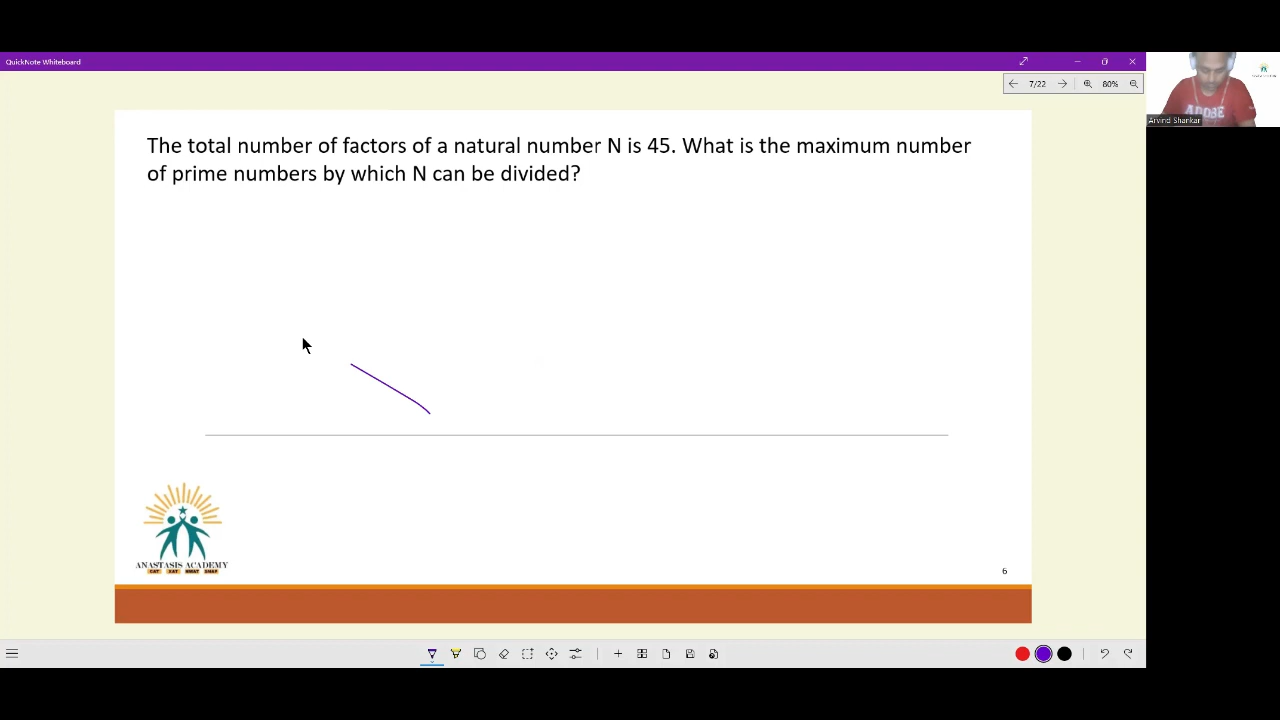 QuickNote Whiteboard
7/22
80%
Arvind Shankar
ADOBE
The total number of factors of a natural number N is 45. What is the maximum number
of prime numbers by which N can be divided?
ANASTASIS ACADEMY
6